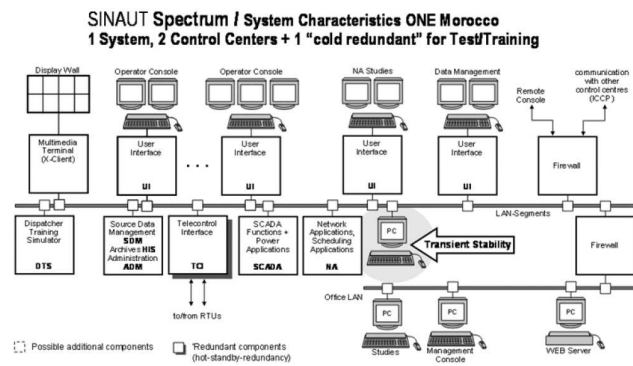 SINAUT Spectrum / System Characteristics ONE Morocco
1 System, 2 Control Centers + 1 "cold redundant" for Test/Training
Display Wall
Operator Console
Operator Console
NA Studies
Data Management
Remote
Console
communication with
other
control centres
(ICCP)
Multimedia
Terminal
(X-Client)
User
Interface
UI
...
User
Interface
UI
User
Interface
UI
User
Interface
UI
Firewall
LAN-Segments
Dispatcher
Training
Simulator
DTS
Source Data
Management
SDM
Archives HIS
Administration
ADM
Telecontrol
Interface
TCI
SCADA
Functions +
Power
Applications
SCADA
Network
Applications,
Scheduling
Applications
NA
PC
Transient Stability
Firewall
to/from RTUs
Office LAN
PC
Studies
PC
Management
Console
PC
WEB Server
Possible additional components
'Redundant components
(hot-standby-redundancy)